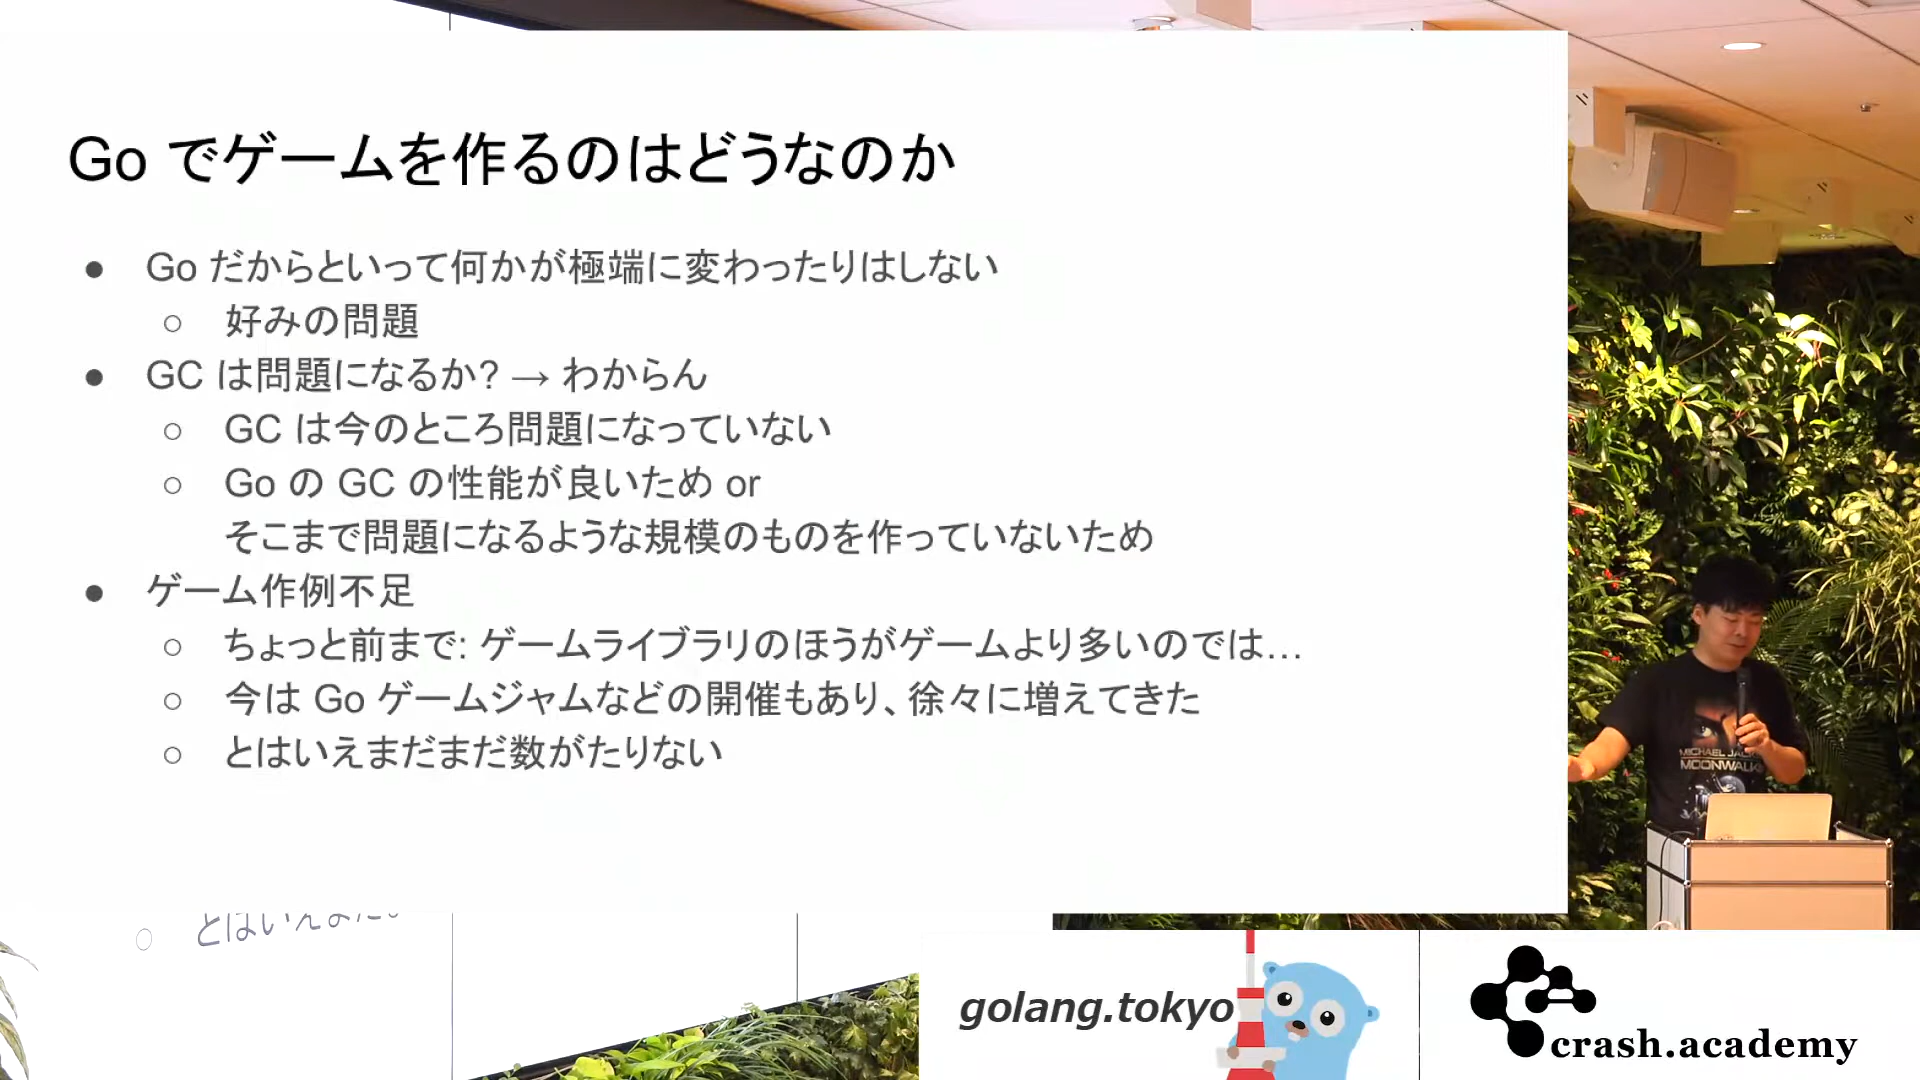 Go でゲームを作るのはどうなのか
● Go だからといって何かが極端に変わったりはしない
○ 好みの問題
● GC は問題になるか? → わからん
○ GC は今のところ問題になっていない
○ Go の GC の性能が良いため or
そこまで問題になるような規模のものを作っていないため
● ゲーム作例不足
○ ちょっと前まで: ゲームライブラリのほうがゲームより多いのでは…
○ 今は Go ゲームジャムなどの開催もあり、徐々に増えてきた
○ とはいえまだまだ数がたりない
○ とはいえまだ
MICHAEL JACK
MOONWALK
golang.tokyo
crash.academy